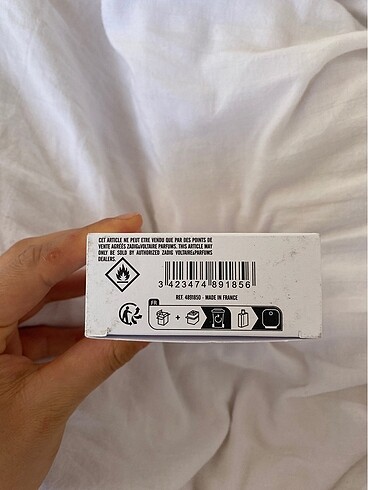 CET ARTICLE NE PEUT ETRE VENDU QUE PAR DES POINTS DE
VENTE AGRÉES ZADIG&VOLTAIRE PARFUMS. THIS ARTICLE MAY
ONLY BE SOLD BY AUTHORIZED ZADIG VOLTAIRE&PARFUMS
DEALERS.
3 423474 891856
REF. 4891850 - MADE IN FRANCE
FR
+